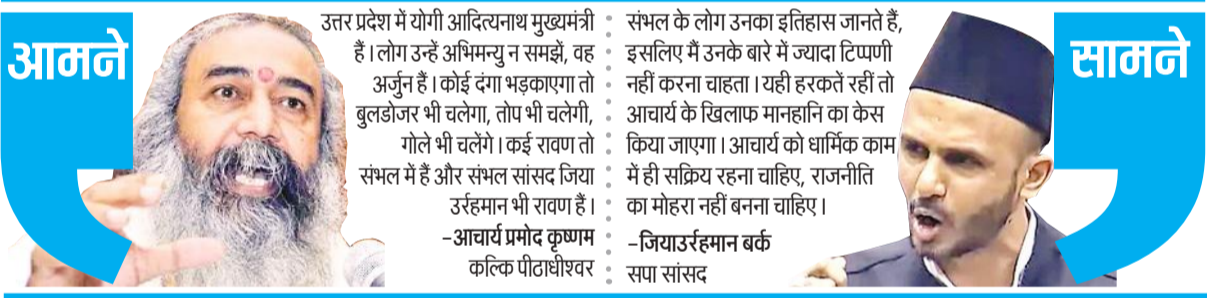 आमने
उत्तर प्रदेश में योगी आदित्यनाथ मुख्यमंत्री
हैं। लोग उन्हें अभिमन्यु न समझें, वह
अर्जुन हैं। कोई दंगा भड़काएगा तो
बुलडोजर भी चलेगा, तोप भी चलेगी,
गोले भी चलेंगे। कई रावण तो
संभल में हैं और संभल सांसद जिया
उर्रहमान भी रावण हैं।
-आचार्य प्रमोद कृष्णम
कल्कि पीठाधीश्वर
संभल के लोग उनका इतिहास जानते हैं,
इसलिए मैं उनके बारे में ज्यादा टिप्पणी
नहीं करना चाहता। यही हरकतें रहीं तो
आचार्य के खिलाफ मानहानि का केस
किया जाएगा। आचार्य को धार्मिक काम
में ही सक्रिय रहना चाहिए, राजनीति
का मोहरा नहीं बनना चाहिए।
-जियाउर्रहमान बर्क
सपा सांसद
सामने